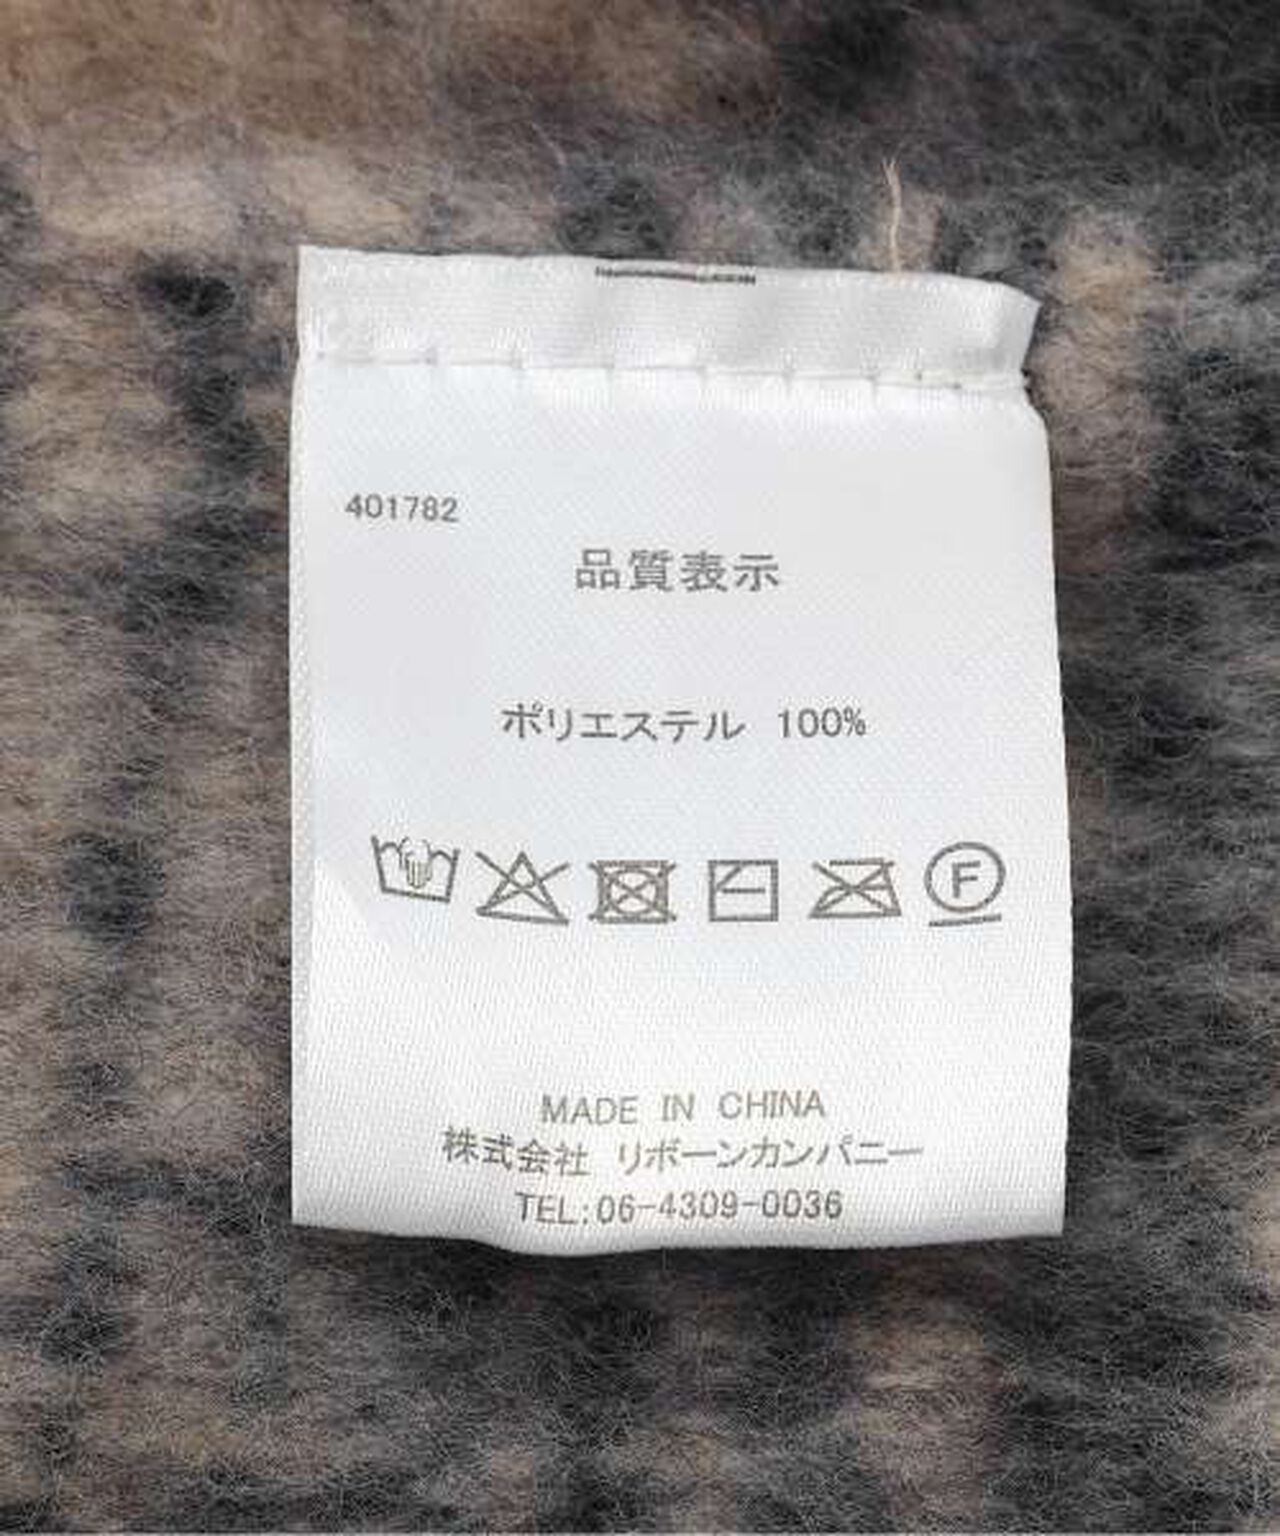 401782
品質表示
ポリエステル 100%
F
MADE IN CHINA
株式会社 リボーンカンパニー
TEL:06-4309-0036